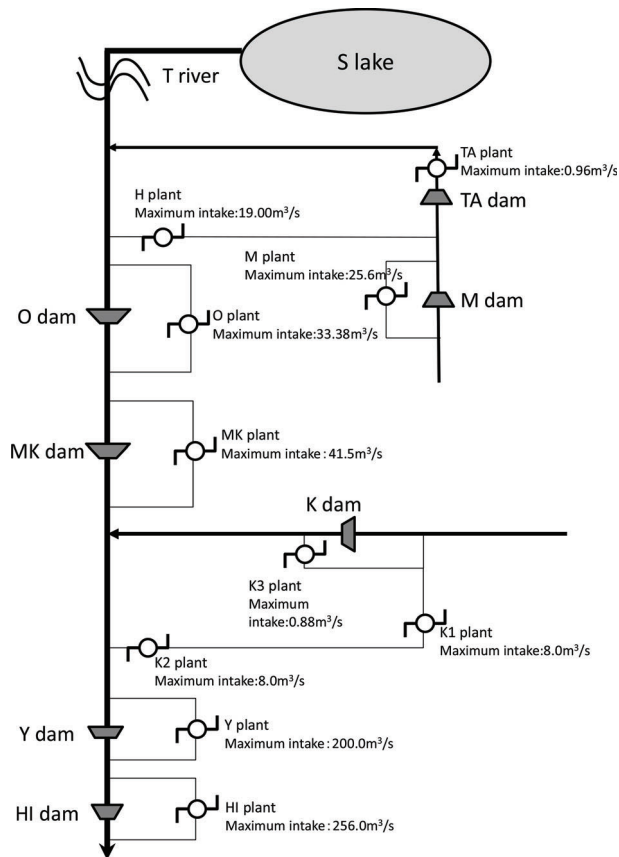 S lake
T river
TA plant
Maximum intake:0.96m³/s
TA dam
H plant
Maximum intake:19.00m³/s
M plant
Maximum intake:25.6m³/s
M dam
O dam
O plant
Maximum intake:33.38m³/s
MK dam
MK plant
Maximum intake:41.5m³/s
K dam
K3 plant
Maximum
intake:0.88m³/s
K1 plant
Maximum intake:8.0m³/s
K2 plant
Maximum intake:8.0m³/s
Y dam
Y plant
Maximum intake:200.0m³/s
HI dam
HI plant
Maximum intake:256.0m³/s